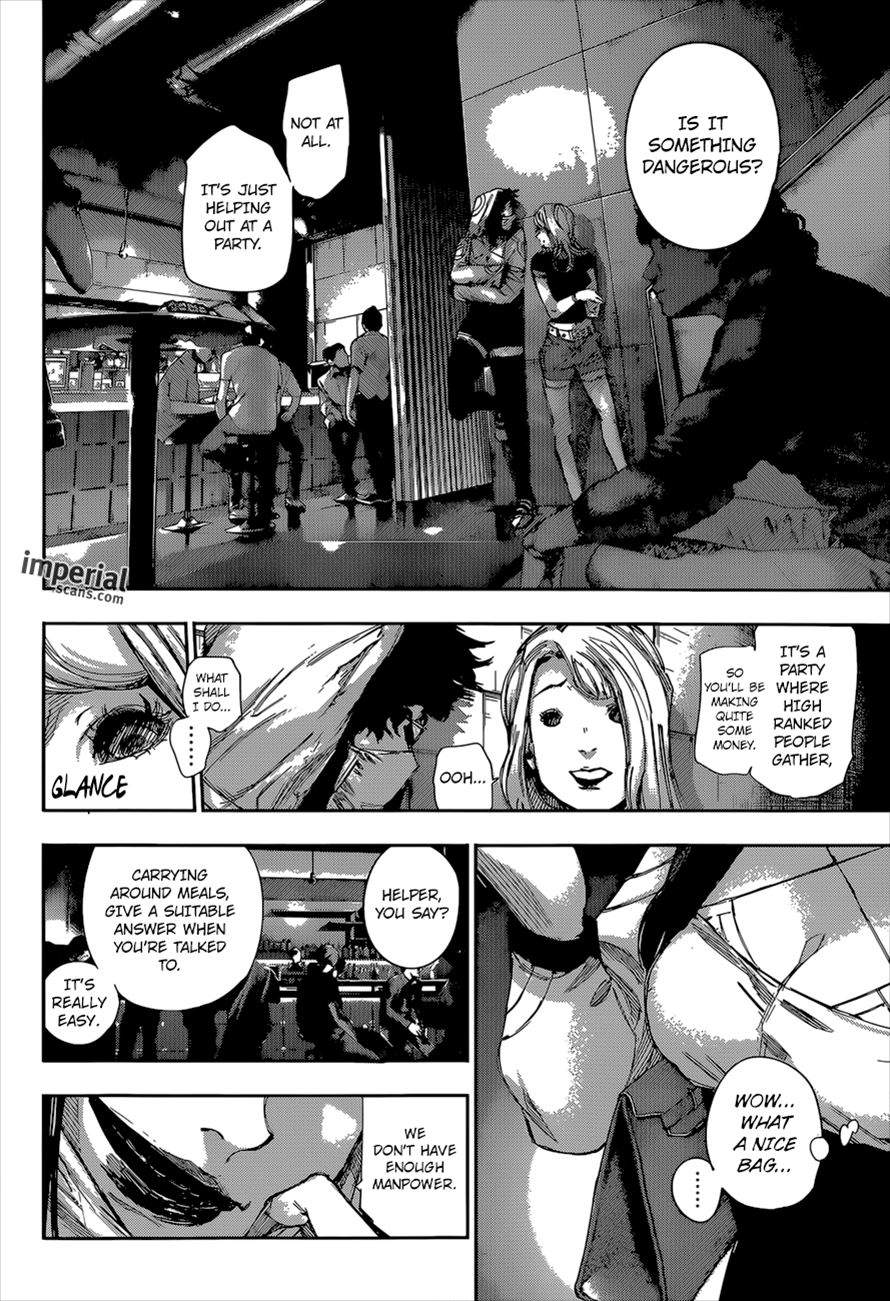 IS IT
SOMETHING
DANGEROUS?
NOT AT
ALL.
IT'S JUST
HELPING
OUT AT A
PARTY.
imperial
scans.com
IT'S A
PARTY
WHERE
HIGH
RANKED
PEOPLE
GATHER,
SO
YOU'LL BE
MAKING
QUITE
SOME
MONEY.
OOH...
WHAT
SHALL
I DO...
......
GLANCE
WOW...
WHAT
A NICE
BAG...
......
HELPER,
YOU SAY?
CARRYING
AROUND MEALS,
GIVE A SUITABLE
ANSWER WHEN
YOU'RE TALKED
TO.
IT'S
REALLY
EASY.
WE
DON'T HAVE
ENOUGH
MANPOWER.